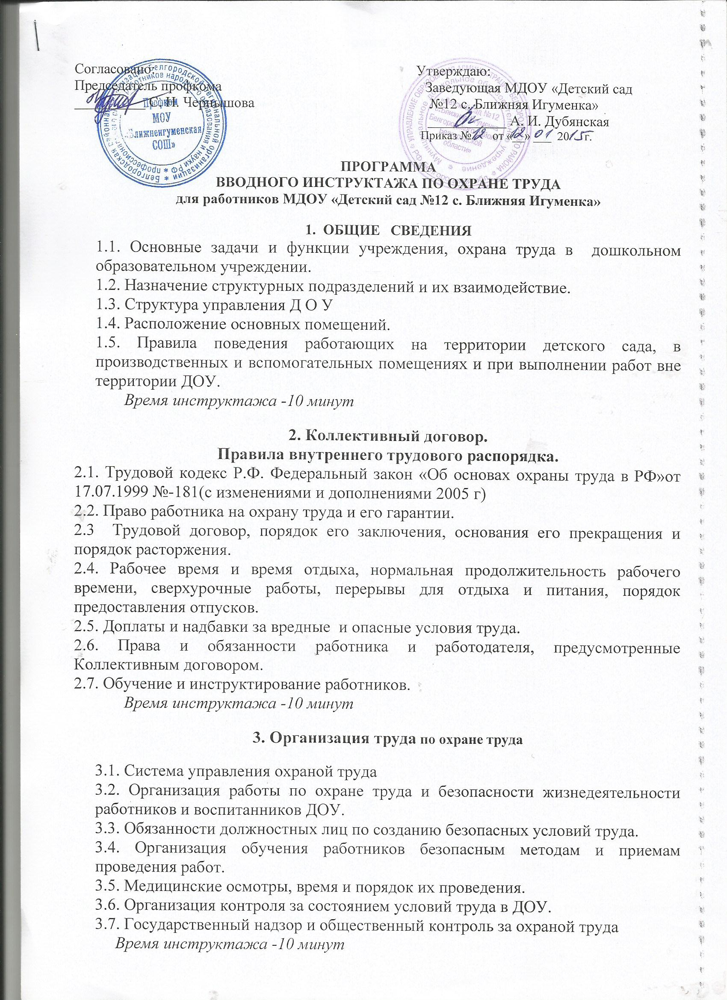 Согласовано:
Председатель профкома
____________ С. Н. Чернышова
Профком
МОУ
«Ближнеигуменская
СОШ»
Утверждаю:
Заведующая МДОУ «Детский сад
№12 с. Ближняя Игуменка»
____________ А. И. Дубянская
Приказ №12 от «12» 01 2015г.
ПРОГРАММА
ВВОДНОГО ИНСТРУКТАЖА ПО ОХРАНЕ ТРУДА
для работников МДОУ «Детский сад №12 с. Ближняя Игуменка»
1. ОБЩИЕ СВЕДЕНИЯ
1.1. Основные задачи и функции учреждения, охрана труда в дошкольном
образовательном учреждении.
1.2. Назначение структурных подразделений и их взаимодействие.
1.3. Структура управления Д О У
1.4. Расположение основных помещений.
1.5. Правила поведения работающих на территории детского сада, в
производственных и вспомогательных помещениях и при выполнении работ вне
территории ДОУ.
Время инструктажа -10 минут
2. Коллективный договор.
Правила внутреннего трудового распорядка.
2.1. Трудовой кодекс Р.Ф. Федеральный закон «Об основах охраны труда в РФ»от
17.07.1999 №-181(с изменениями и дополнениями 2005 г)
2.2. Право работника на охрану труда и его гарантии.
2.3 Трудовой договор, порядок его заключения, основания его прекращения и
порядок расторжения.
2.4. Рабочее время и время отдыха, нормальная продолжительность рабочего
времени, сверхурочные работы, перерывы для отдыха и питания, порядок
предоставления отпусков.
2.5. Доплаты и надбавки за вредные и опасные условия труда.
2.6. Права и обязанности работника и работодателя, предусмотренные
Коллективным договором.
2.7. Обучение и инструктирование работников.
Время инструктажа -10 минут
3. Организация труда по охране труда
3.1. Система управления охраной труда
3.2. Организация работы по охране труда и безопасности жизнедеятельности
работников и воспитанников ДОУ.
3.3. Обязанности должностных лиц по созданию безопасных условий труда.
3.4. Организация обучения работников безопасным методам и приемам
проведения работ.
3.5. Медицинские осмотры, время и порядок их проведения.
3.6. Организация контроля за состоянием условий труда в ДОУ.
3.7. Государственный надзор и общественный контроль за охраной труда
Время инструктажа -10 минут